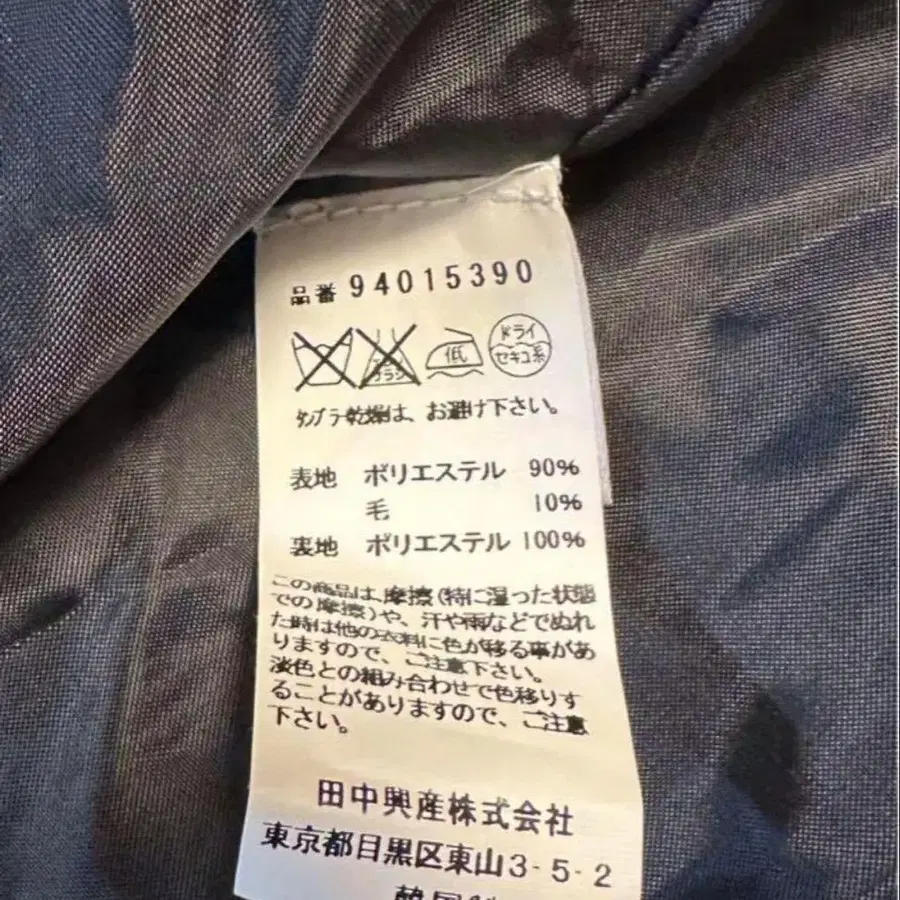 品番 94015390
低
ドライ
セキユ系
タンブラ乾燥は、お避け下さい。
表地 ポリエステル 90%
毛 10%
裏地 ポリエステル 100%
この商品は、摩擦(特に湿った状態
での摩擦)や、汗や雨などでぬれ
た時は他の衣料に色が移る事があ
りますので、ご注意下さい。
淡色との組み合わせで色移りす
ることがありますので、ご注意
下さい。
田中興産株式会社
東京都目黒区東山3-5-2